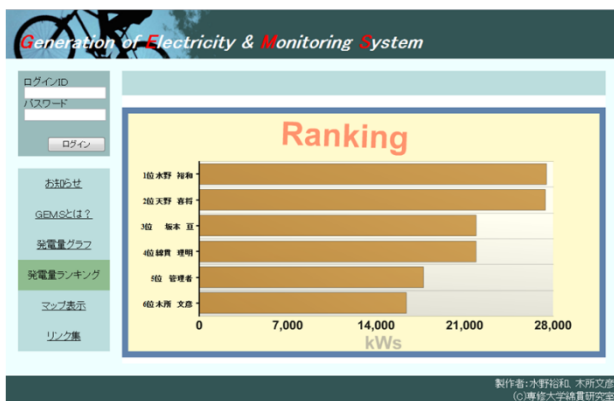 Generation of Electricity & Monitoring System
ログインID
パスワード
ログイン
お知らせ
GEMSとは？
発電量グラフ
発電量ランキング
マップ表示
リンク集
Ranking
1位 水野 裕和
2位 天野 春将
3位 坂本 亘
4位 綿貫 理明
5位 管理者
6位 木所 文彦
0 7,000 14,000 21,000 28,000
kWs
製作者:水野裕和, 木所文彦
(C)専修大学綿貫研究室